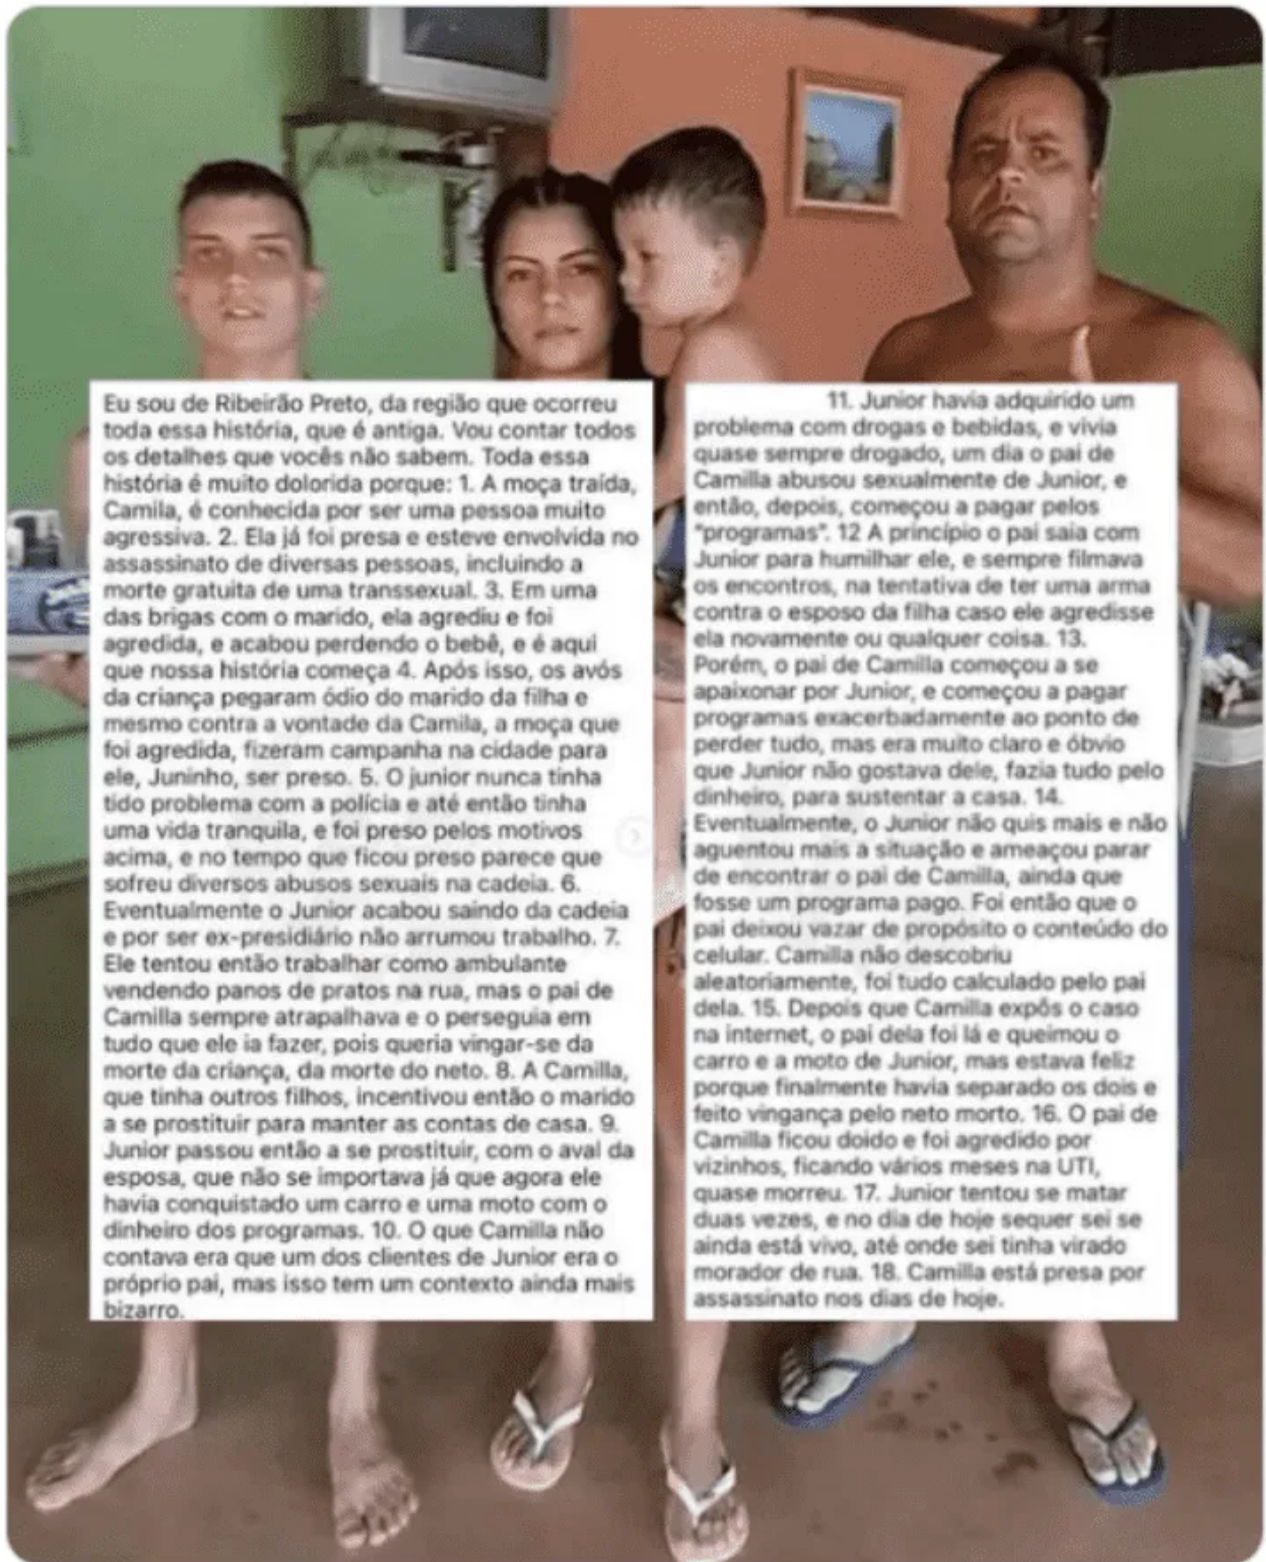 Eu sou de Ribeirão Preto, da região que ocorreu
toda essa história, que é antiga. Vou contar todos
os detalhes que vocês não sabem. Toda essa
história é muito dolorida porque: 1. A moça traída,
Camila, é conhecida por ser uma pessoa muito
agressiva. 2. Ela já foi presa e esteve envolvida no
assassinato de diversas pessoas, incluindo a
morte gratuita de uma transsexual. 3. Em uma
das brigas com o marido, ela agrediu e foi
agredida, e acabou perdendo o bebê, e é aqui
que nossa história começa 4. Após isso, os avós
da criança pegaram ódio do marido da filha e
mesmo contra a vontade da Camila, a moça que
foi agredida, fizeram campanha na cidade para
ele, Juninho, ser preso. 5. O junior nunca tinha
tido problema com a polícia e até então tinha
uma vida tranquila, e foi preso pelos motivos
acima, e no tempo que ficou preso parece que
sofreu diversos abusos sexuais na cadeia. 6.
Eventualmente o Junior acabou saindo da cadeia
e por ser ex-presidiário não arrumou trabalho. 7.
Ele tentou então trabalhar como ambulante
vendendo panos de pratos na rua, mas o pai de
Camilla sempre atrapalhava e o perseguia em
tudo que ele ia fazer, pois queria vingar-se da
morte da criança, da morte do neto. 8. A Camilla,
que tinha outros filhos, incentivou então o marido
a se prostituir para manter as contas de casa. 9.
Junior passou então a se prostituir, com o aval da
esposa, que não se importava já que agora ele
havia conquistado um carro e uma moto com o
dinheiro dos programas. 10. O que Camilla não
contava era que um dos clientes de Junior era o
próprio pai, mas isso tem um contexto ainda mais
bizarro.
11. Junior havia adquirido um
problema com drogas e bebidas, e vivia
quase sempre drogado, um dia o pai de
Camilla abusou sexualmente de Junior, e
então, depois, começou a pagar pelos
"programas". 12 A princípio o pai saia com
Junior para humilhar ele, e sempre filmava
os encontros, na tentativa de ter uma arma
contra o esposo da filha caso ele agredisse
ela novamente ou qualquer coisa. 13.
Porém, o pai de Camilla começou a se
apaixonar por Junior, e começou a pagar
programas exacerbadamente ao ponto de
perder tudo, mas era muito claro e óbvio
que Junior não gostava dele, fazia tudo pelo
dinheiro, para sustentar a casa. 14.
Eventualmente, o Junior não quis mais e não
aguentou mais a situação e ameaçou parar
de encontrar o pai de Camilla, ainda que
fosse um programa pago. Foi então que o
pai deixou vazar de propósito o conteúdo do
celular. Camilla não descobriu
aleatoriamente, foi tudo calculado pelo pai
dela. 15. Depois que Camilla expôs o caso
na internet, o pai dela foi lá e queimou o
carro e a moto de Junior, mas estava feliz
porque finalmente havia separado os dois e
feito vingança pelo neto morto. 16. O pai de
Camilla ficou doido e foi agredido por
vizinhos, ficando vários meses na UTI,
quase morreu. 17. Junior tentou se matar
duas vezes, e no dia de hoje sequer sei se
ainda está vivo, até onde sei tinha virado
morador de rua. 18. Camilla está presa por
assassinato nos dias de hoje.